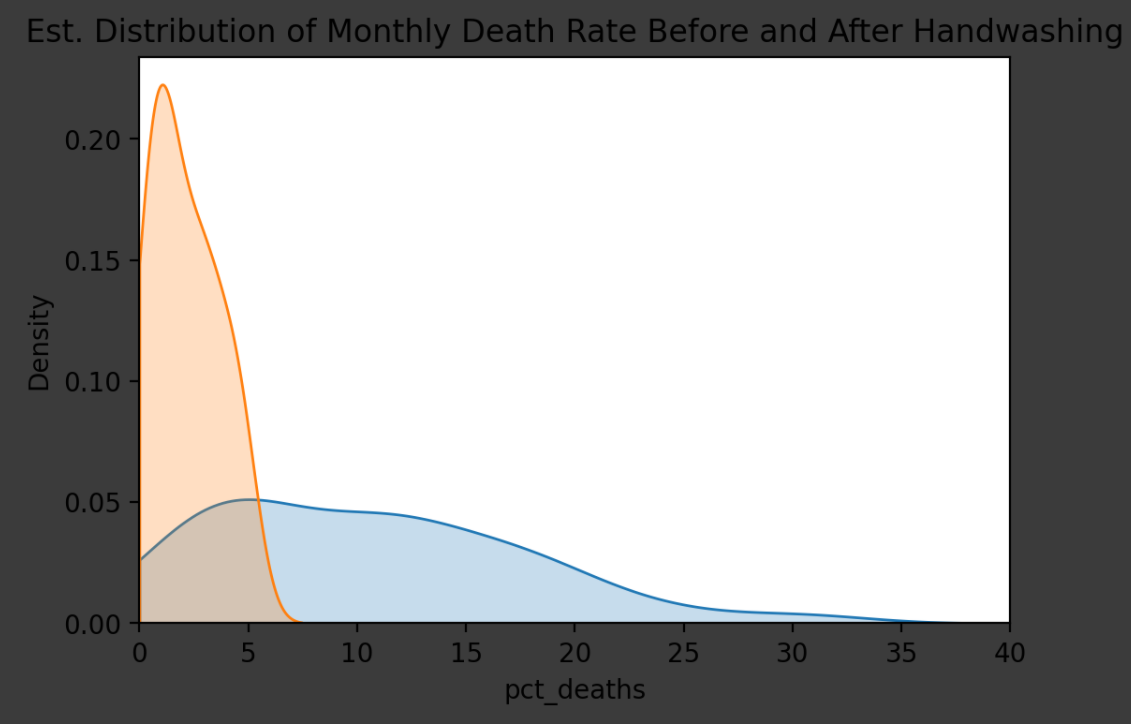 Est. Distribution of Monthly Death Rate Before and After Handwashing
Density
0.20
0.15
0.10
0.05
0.00
0 5 10 15 20 25 30 35 40
pct_deaths